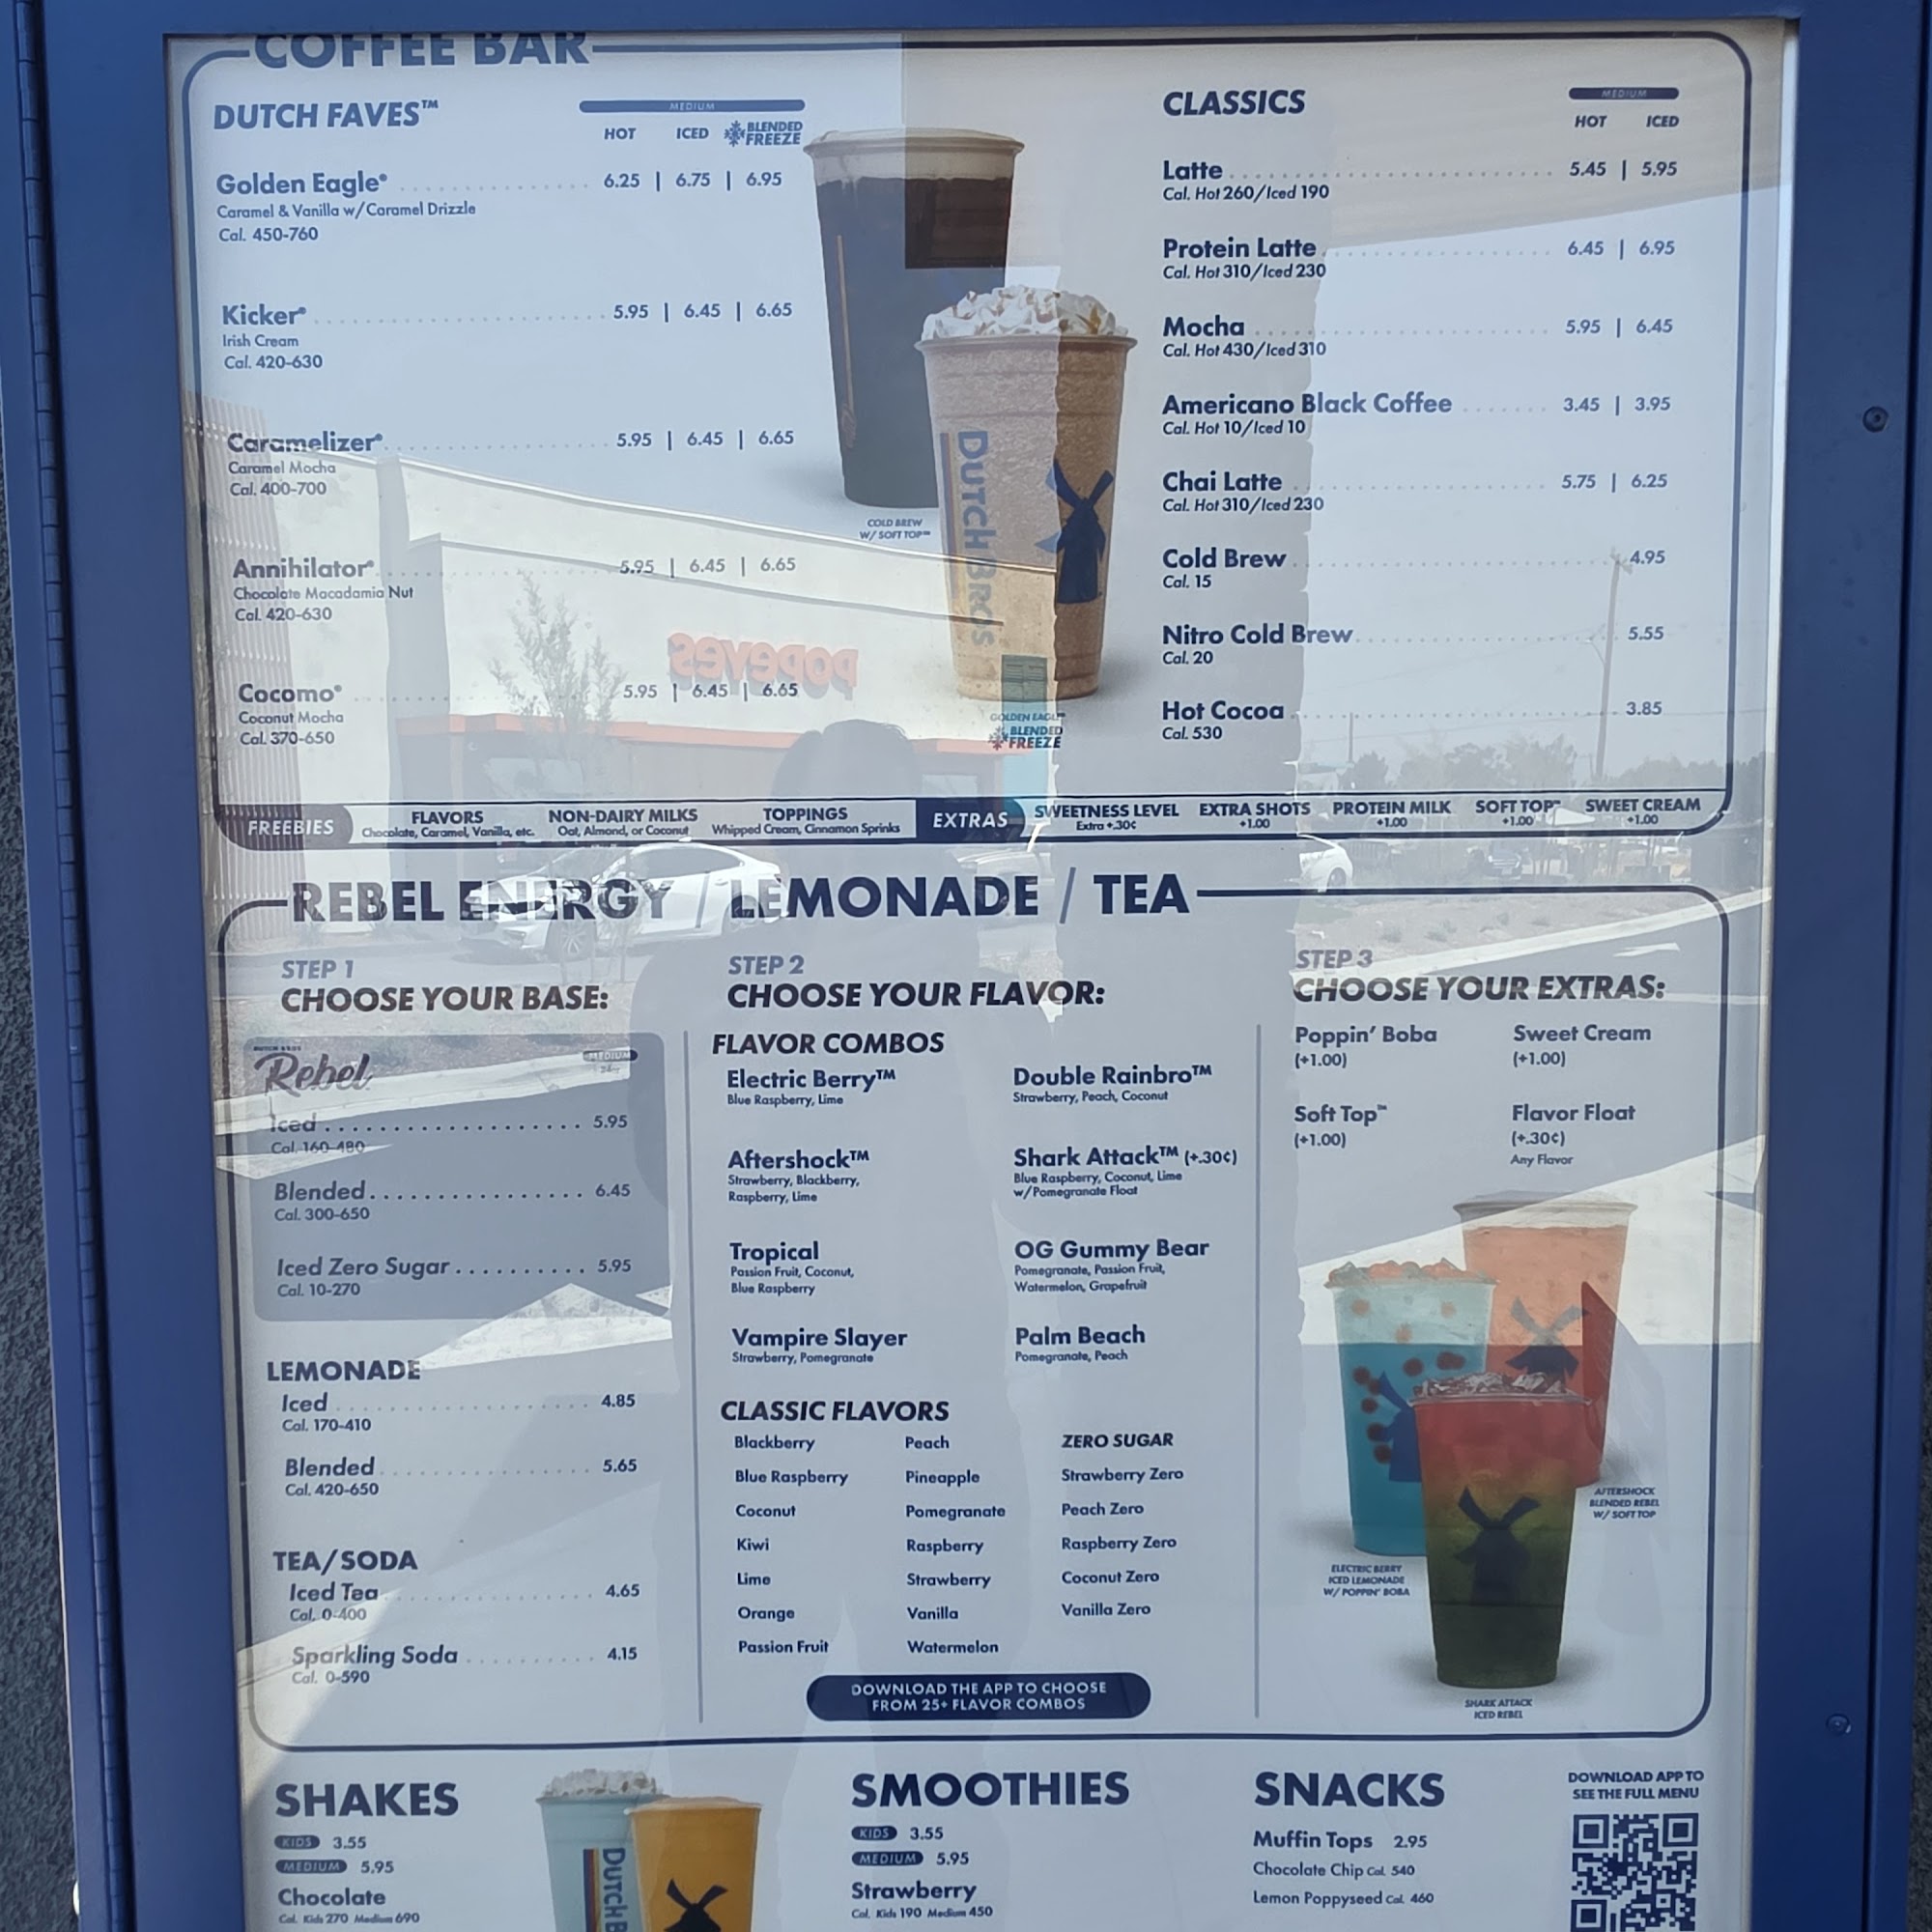 COFFEE BAR
DUTCH FAVES™
MEDIUM
HOT ICED BLENDED FREEZE
Golden Eagle® 6.25 | 6.75 | 6.95
Caramel & Vanilla w/Caramel Drizzle
Cal. 450-760
Kicker® 5.95 | 6.45 | 6.65
Irish Cream
Cal. 420-630
Caramelizer® 5.95 | 6.45 | 6.65
Caramel Mocha
Cal. 400-700
Annihilator® 5.95 | 6.45 | 6.65
Chocolate Macadamia Nut
Cal. 420-630
Cocomo® 5.95 | 6.45 | 6.65
Coconut Mocha
Cal. 370-650
COLD BREW
W/ SOFT TOP™
DUTCH BROS
GOLDEN EAGLE™
BLENDED
FREEZE
POPEYES
CLASSICS
MEDIUM
HOT ICED
Latte 5.45 | 5.95
Cal. Hot 260/Iced 190
Protein Latte 6.45 | 6.95
Cal. Hot 310/Iced 230
Mocha 5.95 | 6.45
Cal. Hot 430/Iced 310
Americano Black Coffee 3.45 | 3.95
Cal. Hot 10/Iced 10
Chai Latte 5.75 | 6.25
Cal. Hot 310/Iced 230
Cold Brew 4.95
Cal. 15
Nitro Cold Brew 5.55
Cal. 20
Hot Cocoa 3.85
Cal. 530
FREEBIES
FLAVORS
Chocolate, Caramel, Vanilla, etc.
NON-DAIRY MILKS
Oat, Almond, or Coconut
TOPPINGS
Whipped Cream, Cinnamon Sprinks
EXTRAS
SWEETNESS LEVEL
Extra +.30¢
EXTRA SHOTS
+1.00
PROTEIN MILK
+1.00
SOFT TOP™
+1.00
SWEET CREAM
+1.00
REBEL ENERGY / LEMONADE / TEA
STEP 1
CHOOSE YOUR BASE:
DUTCH BROS
Rebel
MEDIUM
Iced 5.95
Cal. 160-480
Blended 6.45
Cal. 300-650
Iced Zero Sugar 5.95
Cal. 10-270
LEMONADE
Iced 4.85
Cal. 170-410
Blended 5.65
Cal. 420-650
TEA/SODA
Iced Tea 4.65
Cal. 0-400
Sparkling Soda 4.15
Cal. 0-590
STEP 2
CHOOSE YOUR FLAVOR:
FLAVOR COMBOS
Electric Berry™
Blue Raspberry, Lime
Aftershock™
Strawberry, Blackberry,
Raspberry, Lime
Tropical
Passion Fruit, Coconut,
Blue Raspberry
Vampire Slayer
Strawberry, Pomegranate
Double Rainbro™
Strawberry, Peach, Coconut
Shark Attack™ (+.30¢)
Blue Raspberry, Coconut, Lime
w/Pomegranate Float
OG Gummy Bear
Pomegranate, Passion Fruit,
Watermelon, Grapefruit
Palm Beach
Pomegranate, Peach
CLASSIC FLAVORS
Blackberry
Blue Raspberry
Coconut
Kiwi
Lime
Orange
Passion Fruit
Peach
Pineapple
Pomegranate
Raspberry
Strawberry
Vanilla
Watermelon
ZERO SUGAR
Strawberry Zero
Peach Zero
Raspberry Zero
Coconut Zero
Vanilla Zero
DOWNLOAD THE APP TO CHOOSE
FROM 25+ FLAVOR COMBOS
STEP 3
CHOOSE YOUR EXTRAS:
Poppin' Boba
(+1.00)
Sweet Cream
(+1.00)
Soft Top™
(+1.00)
Flavor Float
(+.30¢)
Any Flavor
AFTERSHOCK
BLENDED REBEL
W/ SOFT TOP
ELECTRIC BERRY
ICED LEMONADE
W/ POPPIN' BOBA
SHARK ATTACK
ICED REBEL
SHAKES
KIDS 3.55
MEDIUM 5.95
Chocolate
Cal. Kids 270 Medium 690
DUTCH B
SMOOTHIES
KIDS 3.55
MEDIUM 5.95
Strawberry
Cal. Kids 190 Medium 450
SNACKS
Muffin Tops 2.95
Chocolate Chip Cal. 540
Lemon Poppyseed Cal. 460
DOWNLOAD APP TO
SEE THE FULL MENU